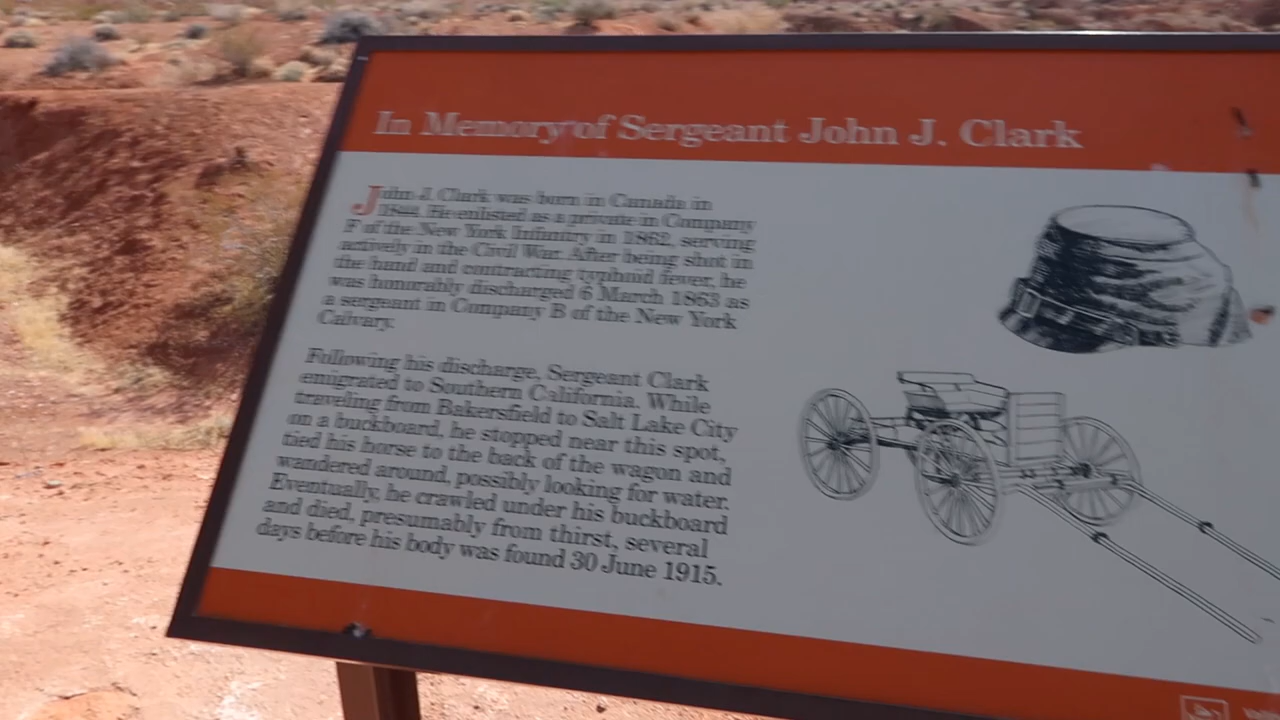 In Memory of Sergeant John J. Clark
John J. Clark was born in Canada in
1844. He enlisted as a private in Company
F of the New York Infantry in 1862, serving
actively in the Civil War. After being shot in
the hand and contracting typhoid fever, he
was honorably discharged 6 March 1863 as
a sergeant in Company B of the New York
Calvary.
Following his discharge, Sergeant Clark
emigrated to Southern California. While
traveling from Bakersfield to Salt Lake City
on a buckboard, he stopped near this spot,
tied his horse to the back of the wagon and
wandered around, possibly looking for water.
Eventually, he crawled under his buckboard
and died, presumably from thirst, several
days before his body was found 30 June 1915.